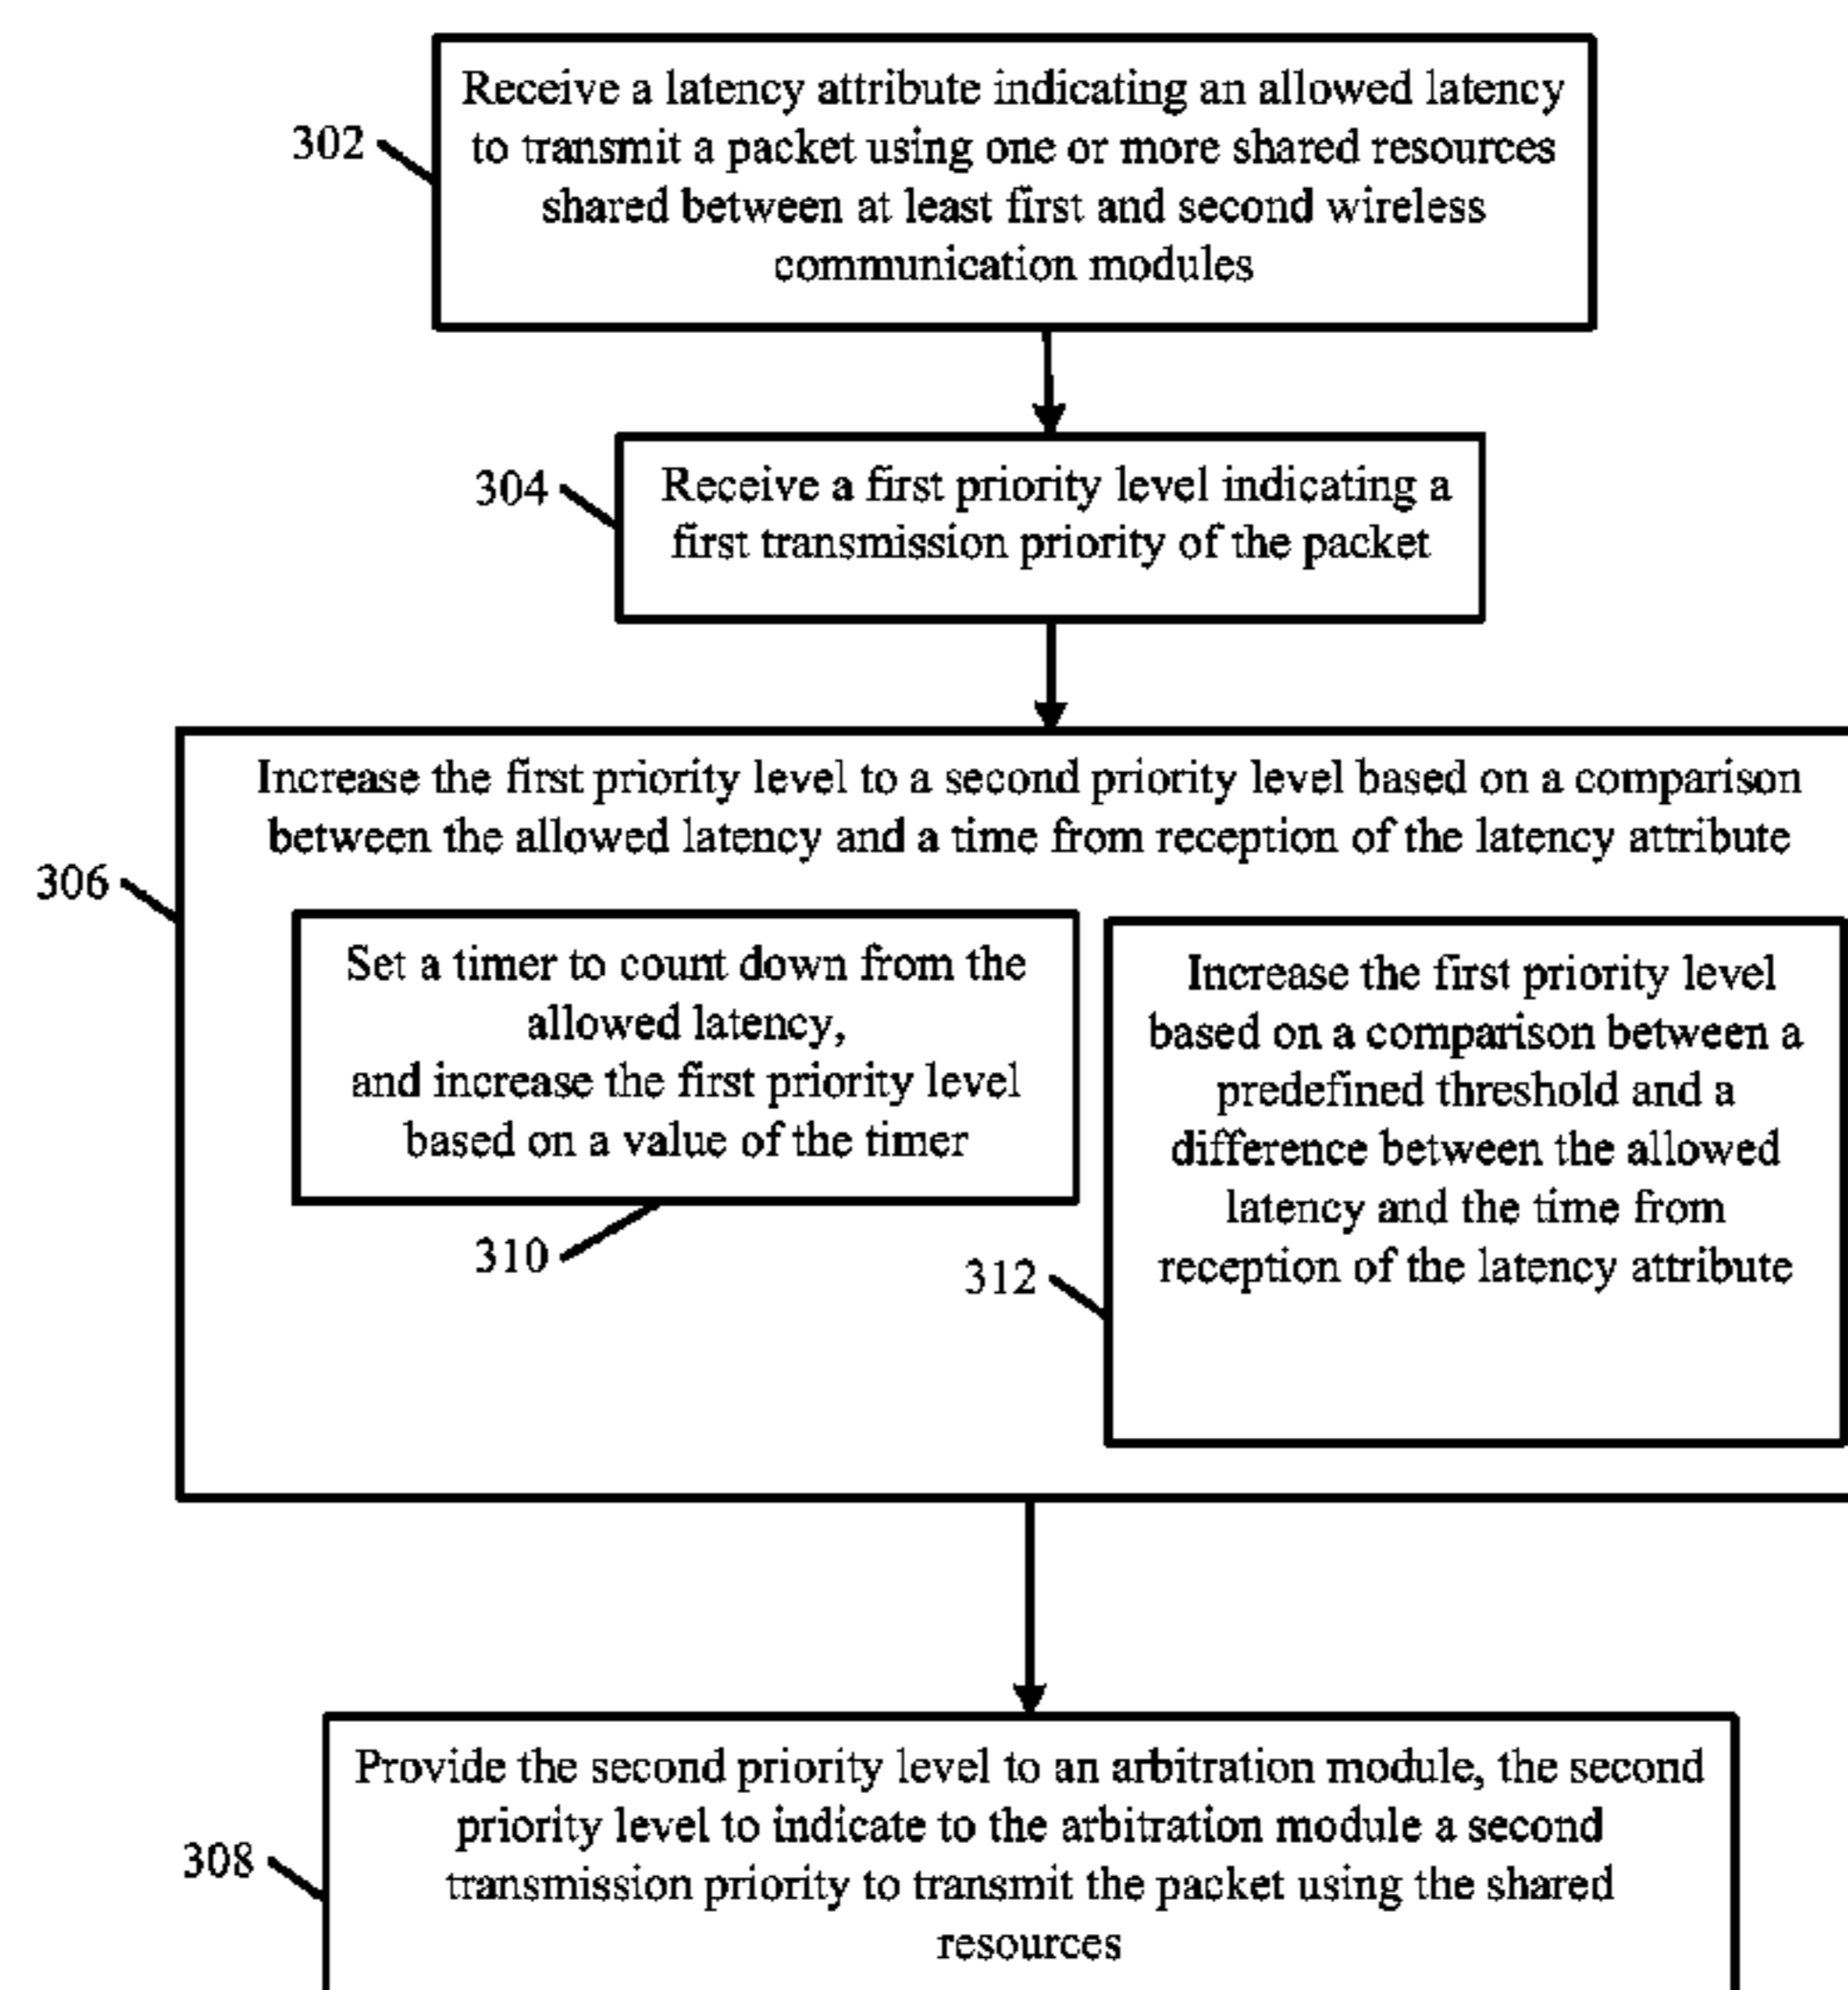 Receive a latency attribute indicating an allowed latency
to transmit a packet using one or more shared resources
shared between at least first and second wireless
communication modules
302
304
Receive a first priority level indicating a
first transmission priority of the packet
Increase the first priority level to a second priority level based on a comparison
between the allowed latency and a time from reception of the latency attribute
306
Set a timer to count down from the
allowed latency,
and increase the first priority level
based on a value of the timer
310
Increase the first priority level
based on a comparison between a
predefined threshold and a
difference between the allowed
latency and the time from
reception of the latency attribute
312
Provide the second priority level to an arbitration module, the second
priority level to indicate to the arbitration module a second
transmission priority to transmit the packet using the shared
resources
308